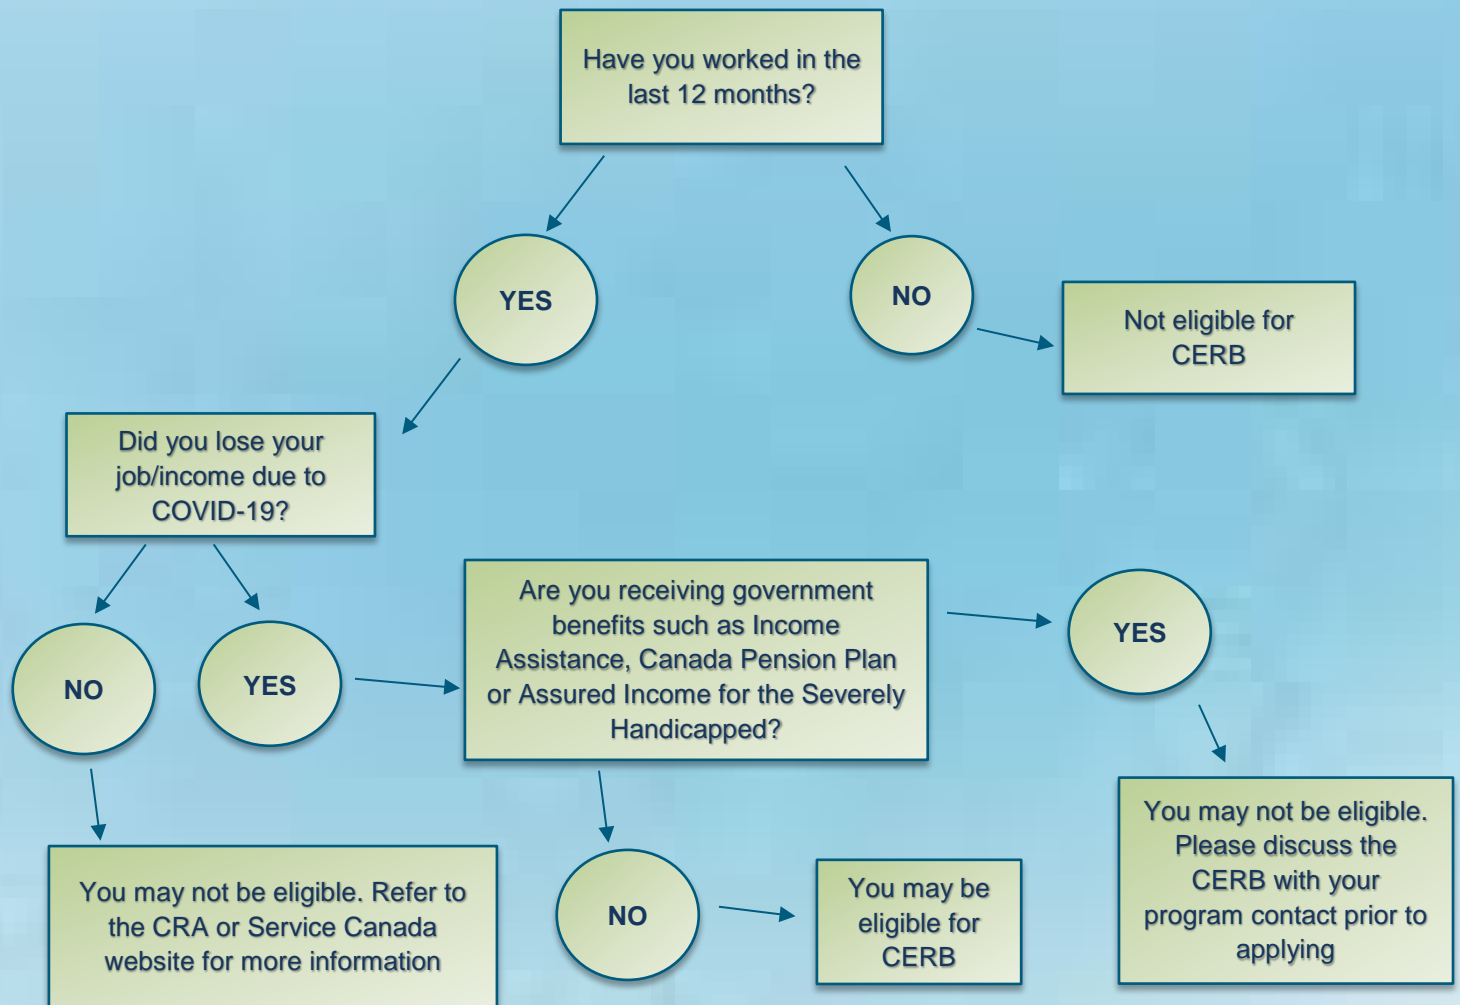 Have you worked in the
last 12 months?
YES
NO
Not eligible for
CERB
Did you lose your
job/income due to
COVID-19?
NO
YES
Are you receiving government
benefits such as Income
Assistance, Canada Pension Plan
or Assured Income for the Severely
Handicapped?
YES
You may not be eligible. Refer to
the CRA or Service Canada
website for more information
NO
You may be
eligible for
CERB
You may not be eligible.
Please discuss the
CERB with your
program contact prior to
applying